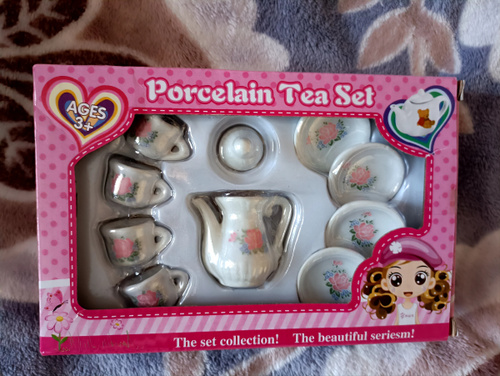 Porcelain Tea Set
AGES
3+
The set collection! The beautiful seriesm!